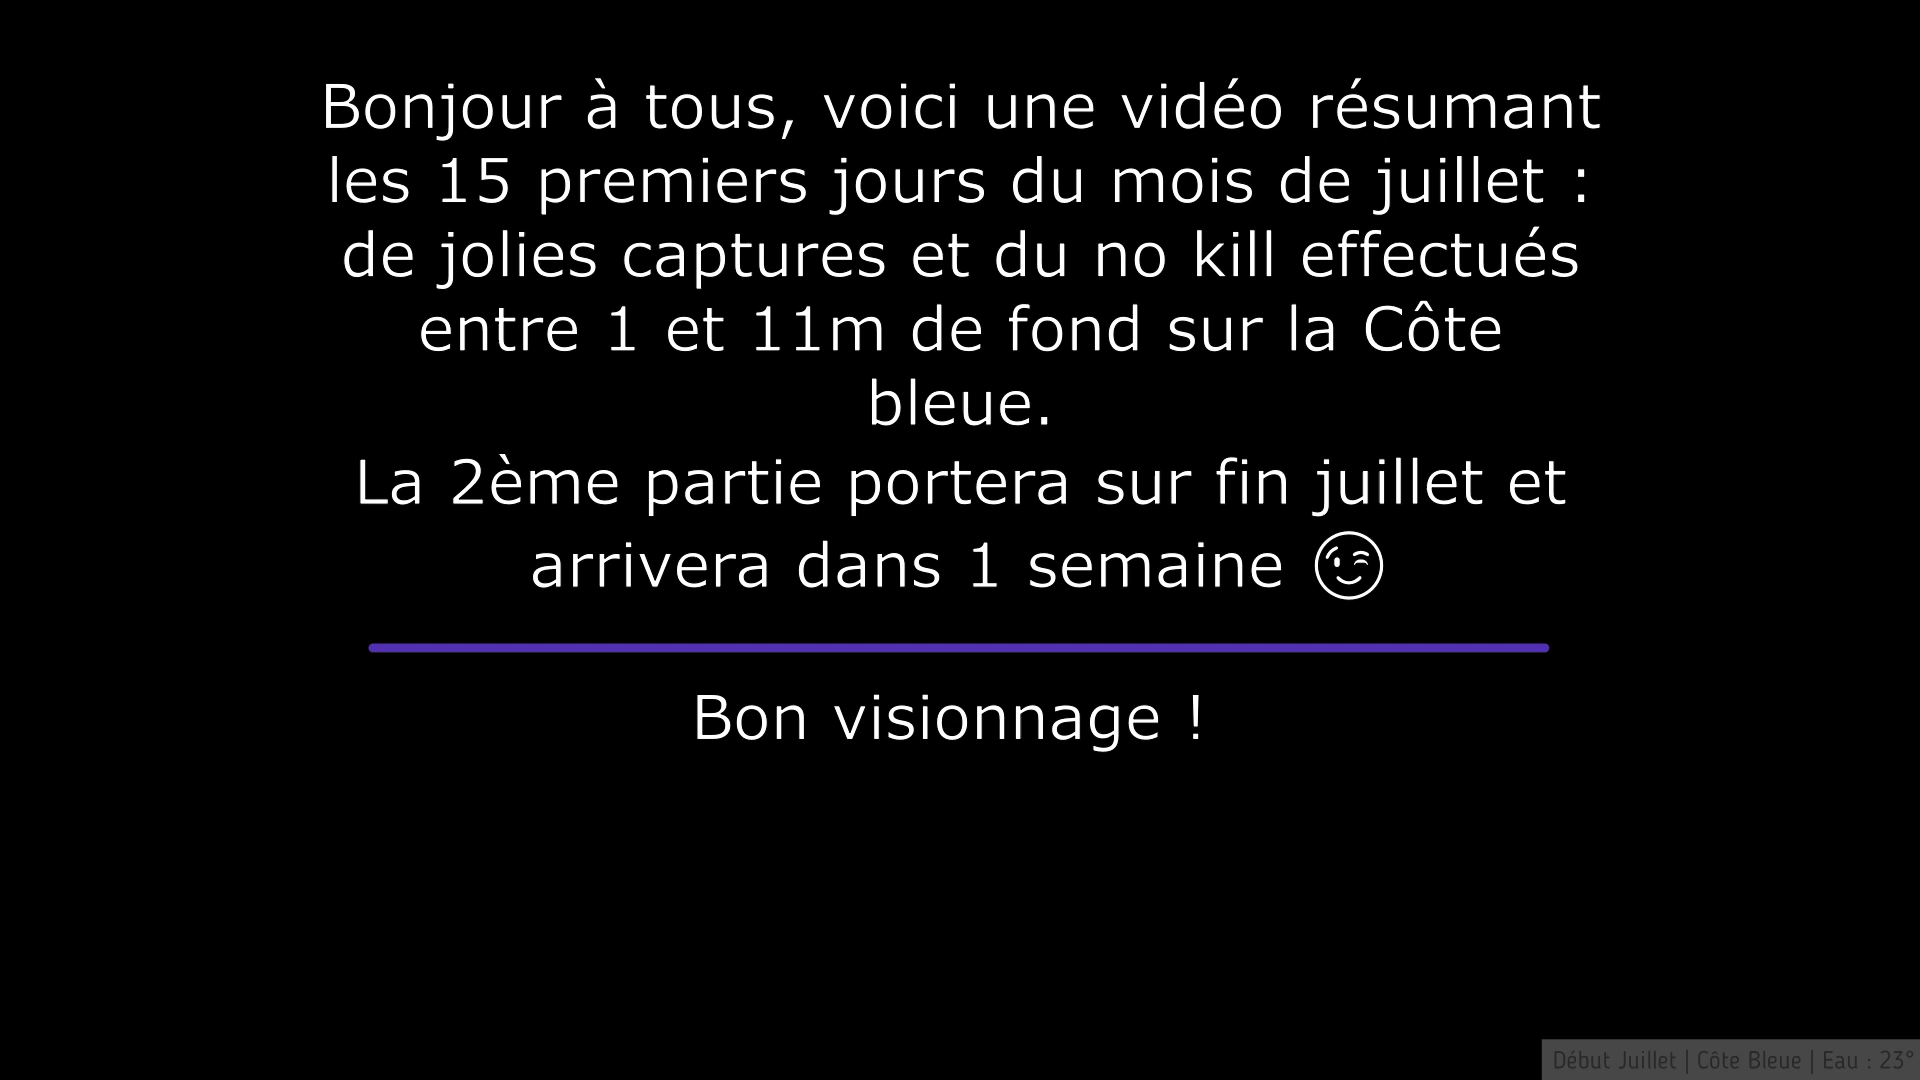 Bonjour à tous, voici une vidéo résumant
les 15 premiers jours du mois de juillet :
de jolies captures et du no kill effectués
entre 1 et 11m de fond sur la Côte
bleue.
La 2ème partie portera sur fin juillet et
arrivera dans 1 semaine 😉
Bon visionnage !
Début Juillet | Côte Bleue | Eau : 23°